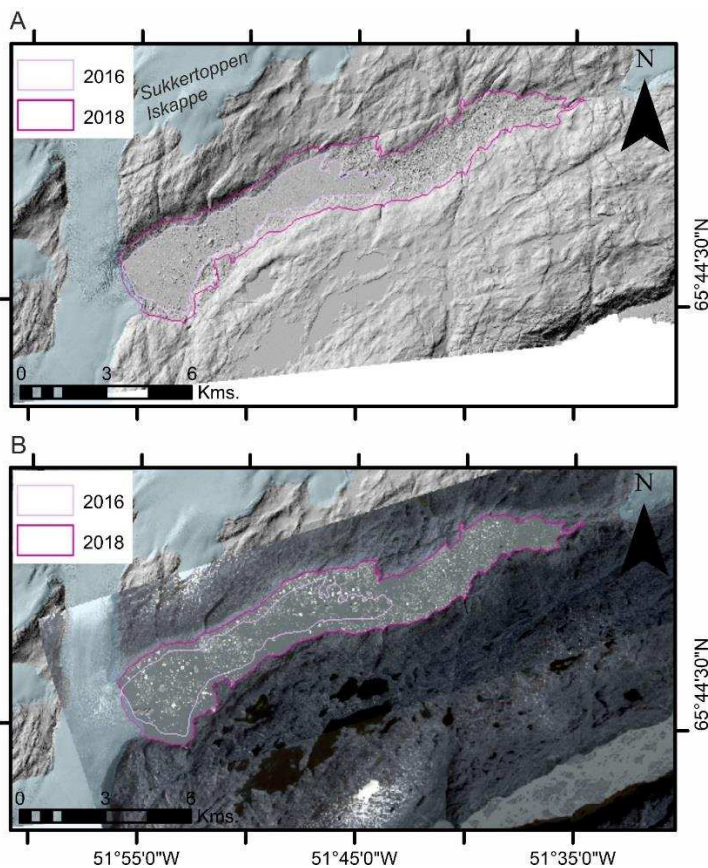 A
2016
2018
Sukkertoppen
Iskappe
N
65°44'30"N
0 3 6
Kms.
B
2016
2018
N
65°44'30"N
0 3 6
Kms.
51°55'0"W 51°45'0"W 51°35'0"W